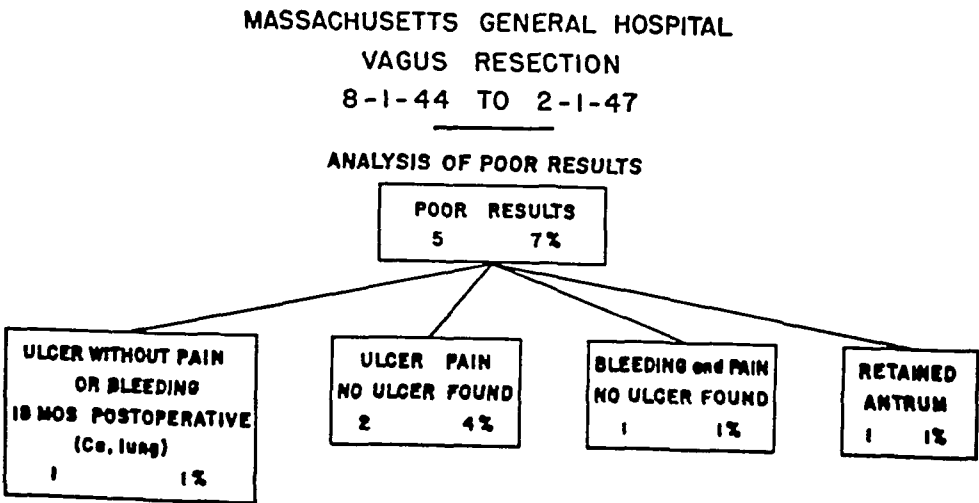 MASSACHUSETTS GENERAL HOSPITAL
VAGUS RESECTION
8-1-44 TO 2-1-47
ANALYSIS OF POOR RESULTS
POOR RESULTS
5 7%
ULCER WITHOUT PAIN
OR BLEEDING
18 MOS POSTOPERATIVE
(Ca, lung)
1 1%
ULCER PAIN
NO ULCER FOUND
2 4%
BLEEDING and PAIN
NO ULCER FOUND
1 1%
RETAINED
ANTRUM
1 1%